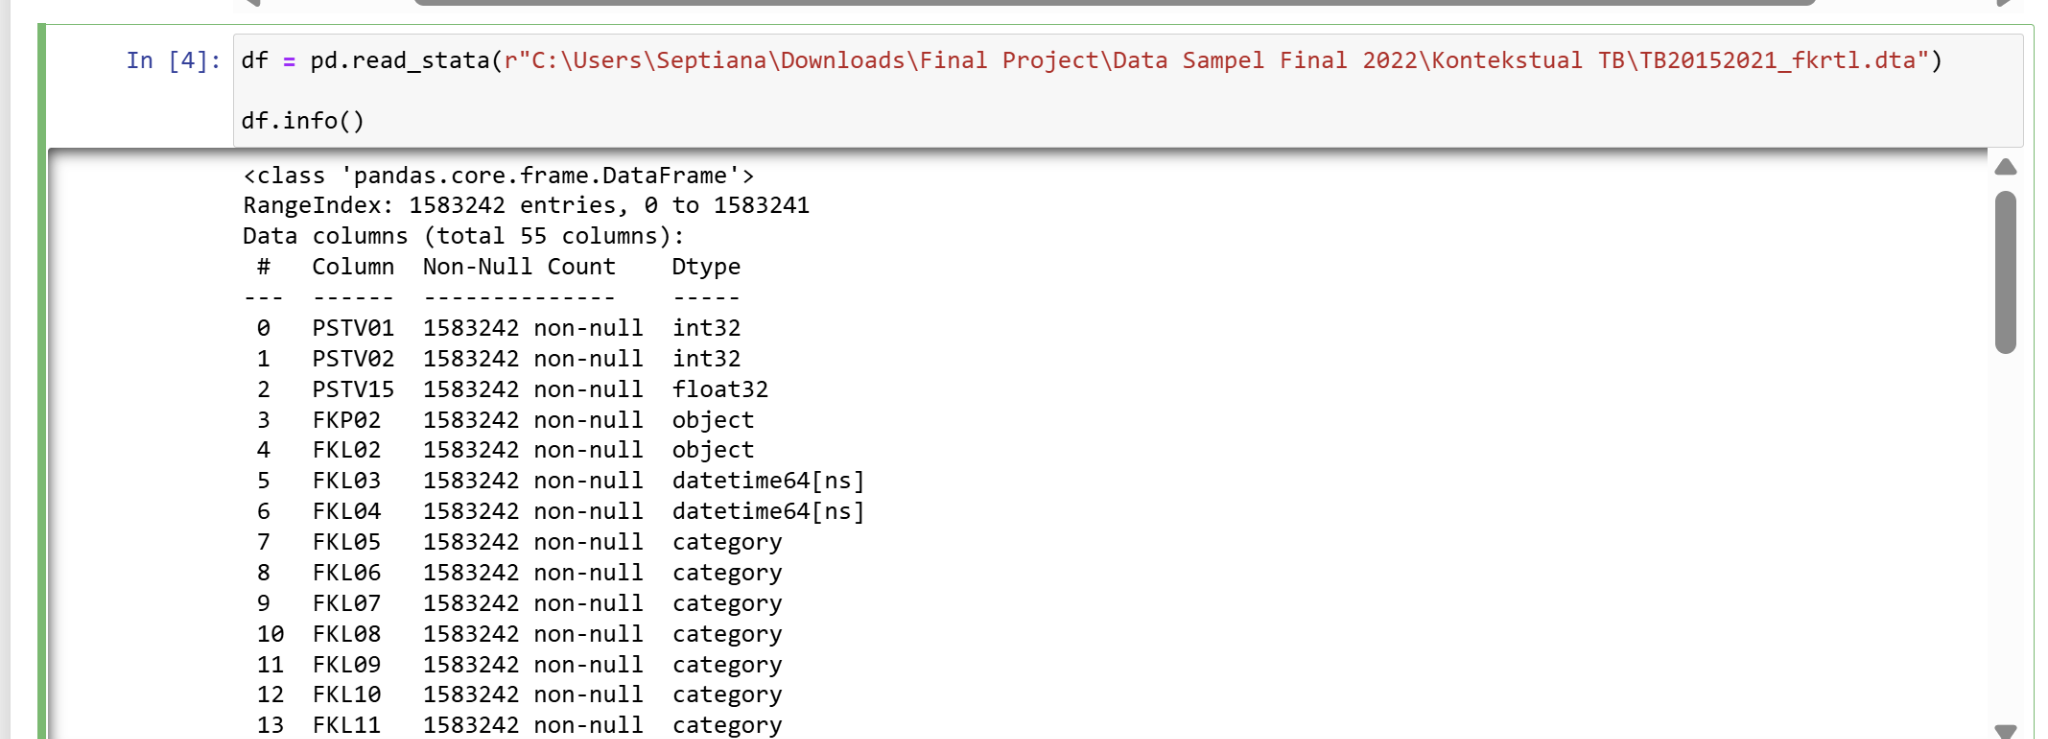 In [4]: df = pd.read_stata(r"C:\Users\Septiana\Downloads\Final Project\Data Sampel Final 2022\Kontekstual TB\TB20152021_fkrtl.dta")
df.info()
<class 'pandas.core.frame.DataFrame'>
RangeIndex: 1583242 entries, 0 to 1583241
Data columns (total 55 columns):
 #   Column  Non-Null Count    Dtype
---  ------  --------------    -----
 0   PSTV01  1583242 non-null  int32
 1   PSTV02  1583242 non-null  int32
 2   PSTV15  1583242 non-null  float32
 3   FKP02   1583242 non-null  object
 4   FKL02   1583242 non-null  object
 5   FKL03   1583242 non-null  datetime64[ns]
 6   FKL04   1583242 non-null  datetime64[ns]
 7   FKL05   1583242 non-null  category
 8   FKL06   1583242 non-null  category
 9   FKL07   1583242 non-null  category
 10  FKL08   1583242 non-null  category
 11  FKL09   1583242 non-null  category
 12  FKL10   1583242 non-null  category
 13  FKL11   1583242 non-null  category